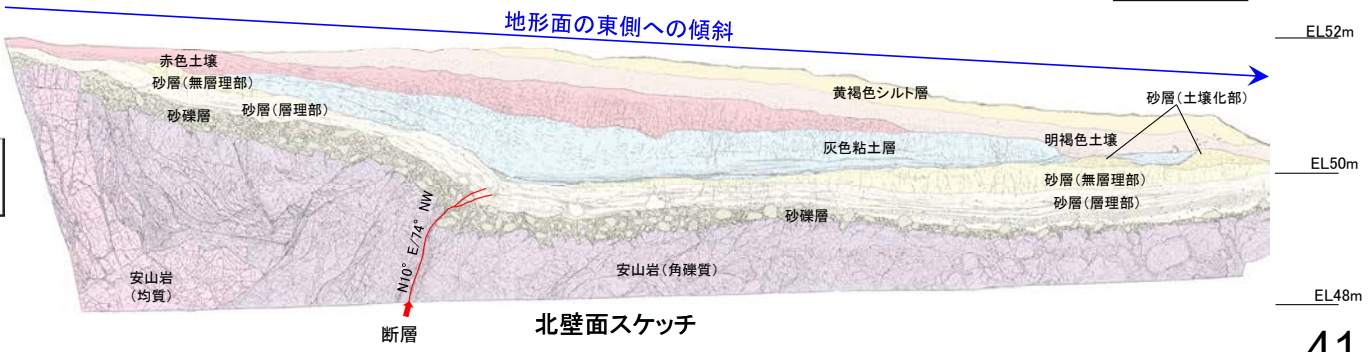 地形面の東側への傾斜
EL52m
赤色土壌
砂層(無層理部)
砂層(層理部)
砂礫層
黄褐色シルト層
砂層(土壌化部)
明褐色土壌
灰色粘土層
EL50m
砂層(無層理部)
砂層(層理部)
砂礫層
N10° E/74° NW
安山岩
(均質)
安山岩(角礫質)
EL48m
断層
北壁面スケッチ
41